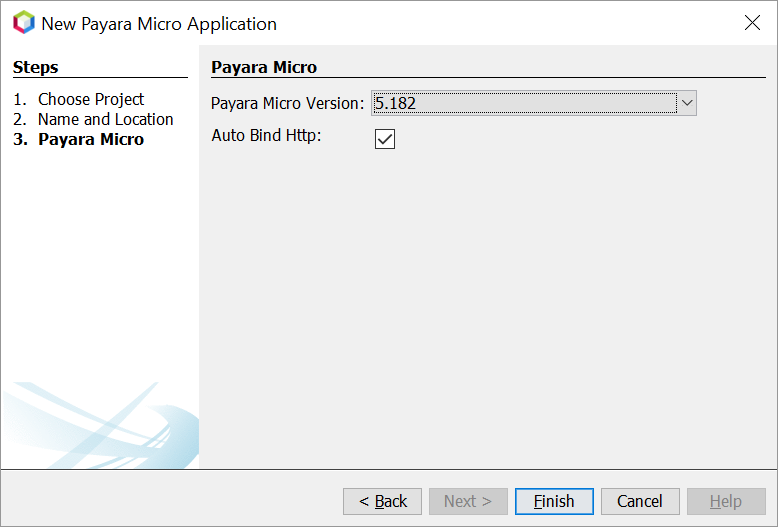 New Payara Micro Application
Steps
1. Choose Project
2. Name and Location
3. Payara Micro
Payara Micro
Payara Micro Version: 5.182
Auto Bind Http:
< Back Next > Finish Cancel Help